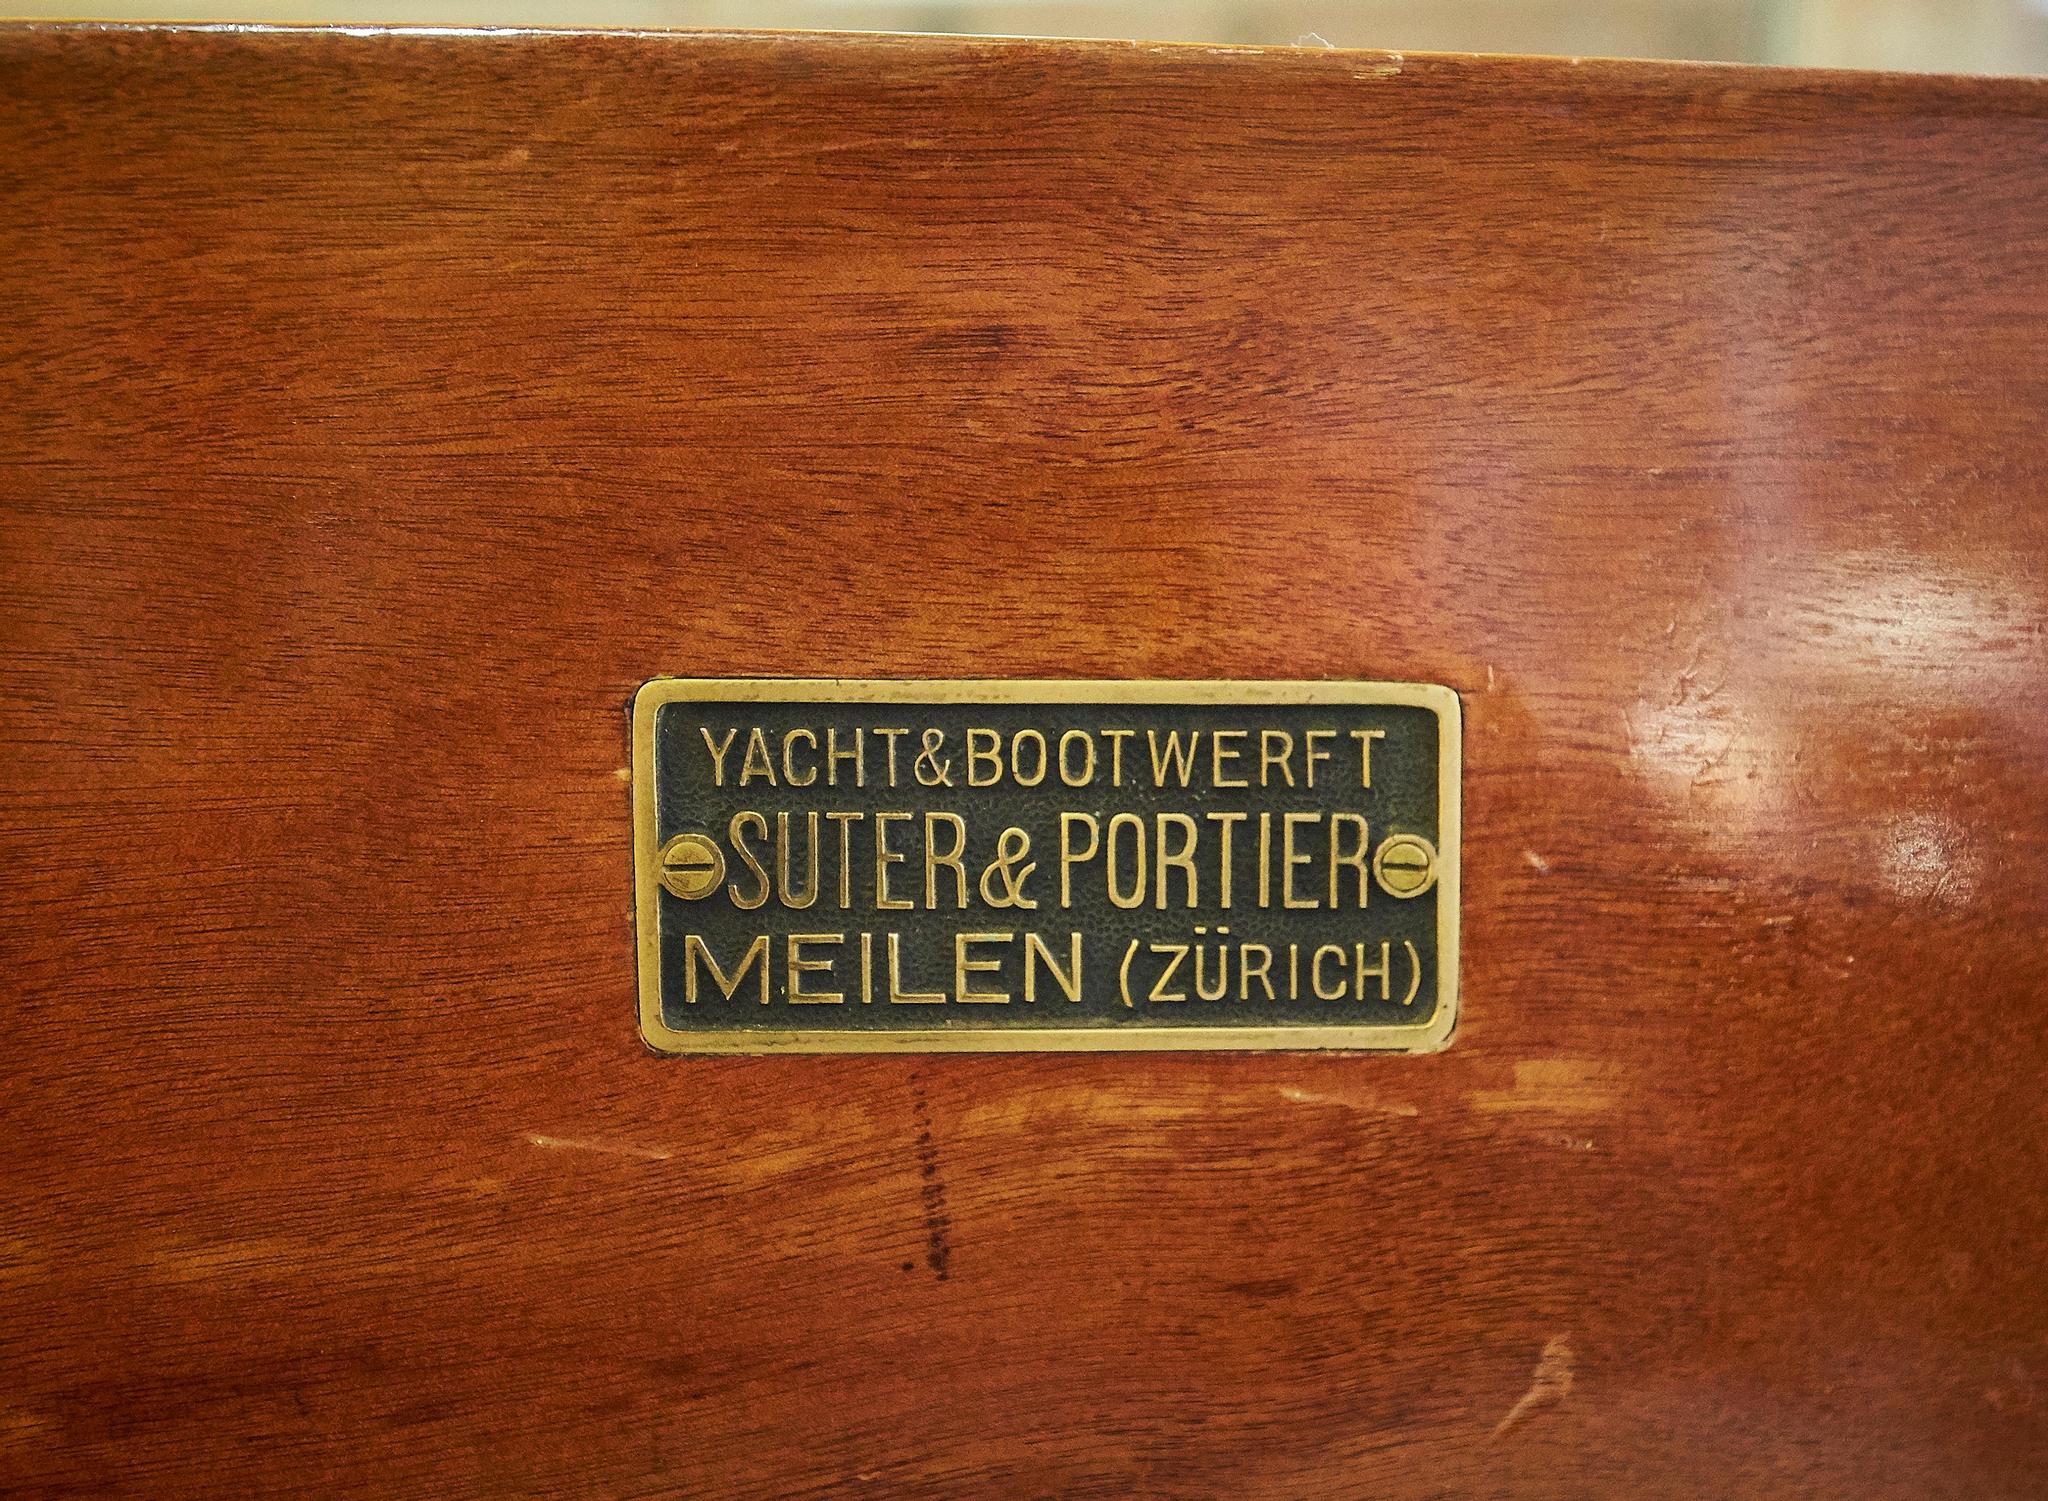 YACHT&BOOTWERFT
SUTER & PORTIER
MEILEN (ZÜRICH)